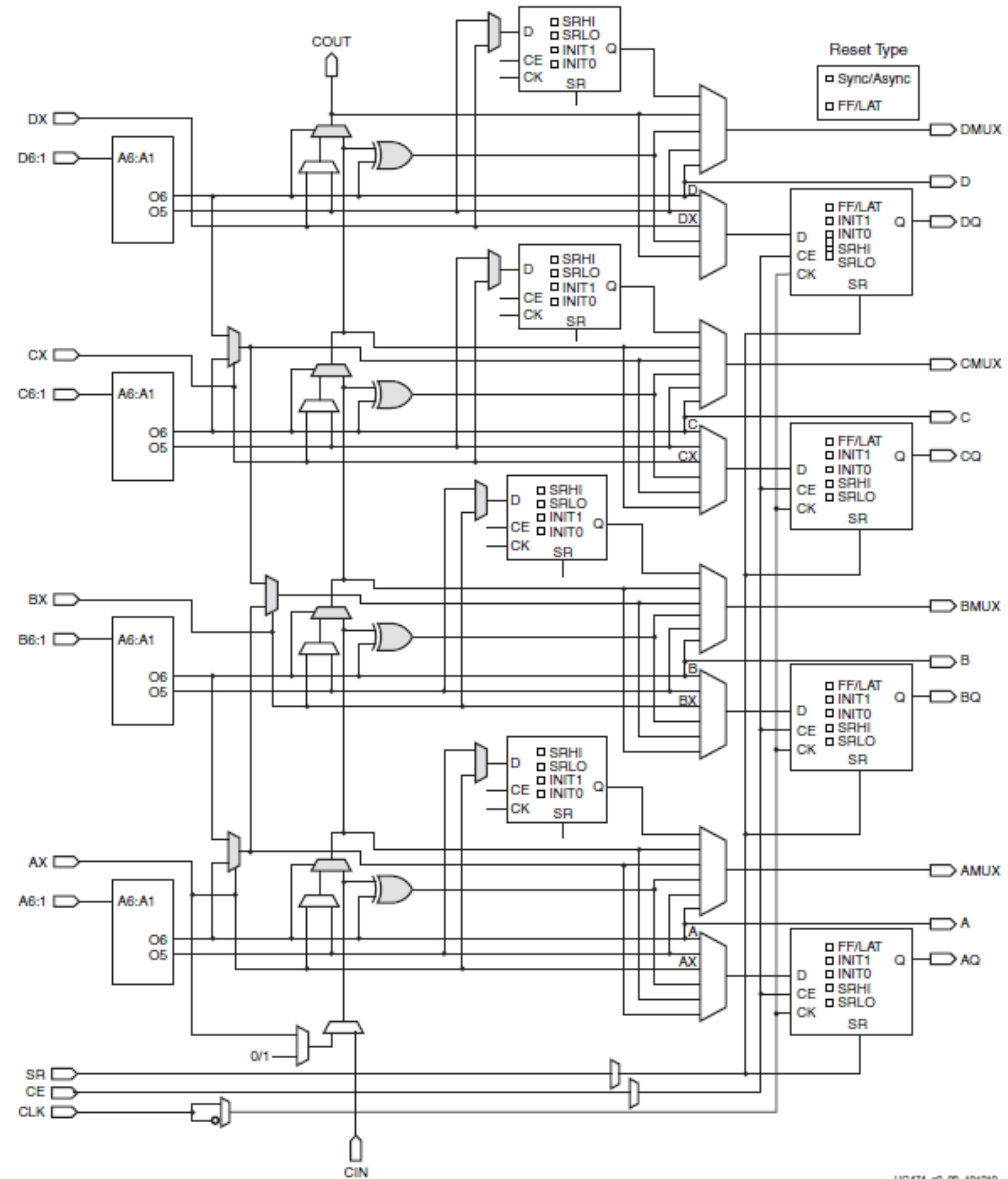 COUT
SRHI
D SRLO
INIT1 Q
CE INIT0
CK
SR
Reset Type
Sync/Async
FF/LAT
DX
DMUX
D6:1
A6:A1
D
O6
O5
D
DX
FF/LAT
INIT1 Q
DQ
D INIT0
CE SRHI
SRLO
CK
SR
SRHI
D SRLO
INIT1 Q
CE INIT0
CK
SR
CX
CMUX
C6:1
A6:A1
C
O6
O5
C
CX
FF/LAT
INIT1 Q
CQ
D INIT0
CE SRHI
SRLO
CK
SR
SRHI
D SRLO
INIT1 Q
CE INIT0
CK
SR
BX
BMUX
B6:1
A6:A1
B
O6
O5
B
BX
FF/LAT
INIT1 Q
BQ
D INIT0
CE SRHI
SRLO
CK
SR
SRHI
D SRLO
INIT1 Q
CE INIT0
CK
SR
AX
AMUX
A6:1
A6:A1
A
O6
O5
A
AX
FF/LAT
INIT1 Q
AQ
D INIT0
CE SRHI
SRLO
CK
SR
0/1
SR
CE
CLK
CIN